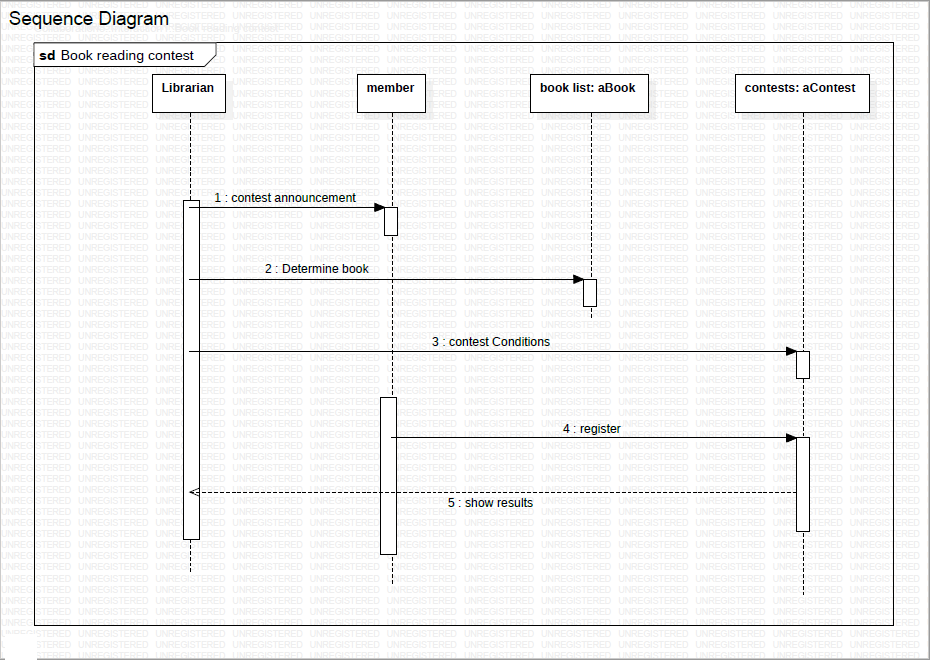 Sequence Diagram
sd Book reading contest
Librarian
member
book list: aBook
contests: aContest
1 : contest announcement
2 : Determine book
3 : contest Conditions
4 : register
5 : show results
UNREGISTERED